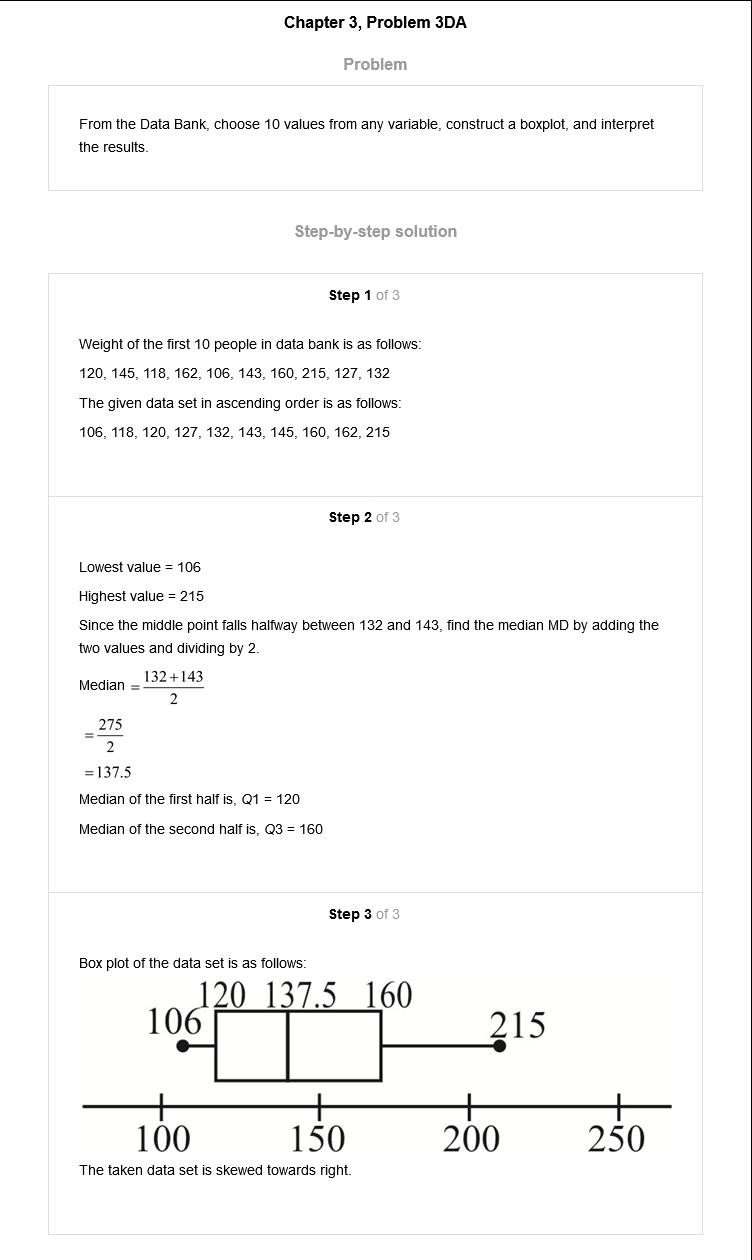 Chapter 3, Problem 3DA
Problem
From the Data Bank, choose 10 values from any variable, construct a boxplot, and interpret
the results.
Step-by-step solution
Step 1 of 3
Weight of the first 10 people in data bank is as follows:
120, 145, 118, 162, 106, 143, 160, 215, 127, 132
The given data set in ascending order is as follows:
106, 118, 120, 127, 132, 143, 145, 160, 162, 215
Step 2 of 3
Lowest value = 106
Highest value = 215
Since the middle point falls halfway between 132 and 143, find the median MD by adding the
two values and dividing by 2.
Median = 132+143
2
= 275
2
=137.5
Median of the first half is, Q1 = 120
Median of the second half is, Q3 = 160
Step 3 of 3
Box plot of the data set is as follows:
120 137.5 160
106 215
100 150 200 250
The taken data set is skewed towards right.